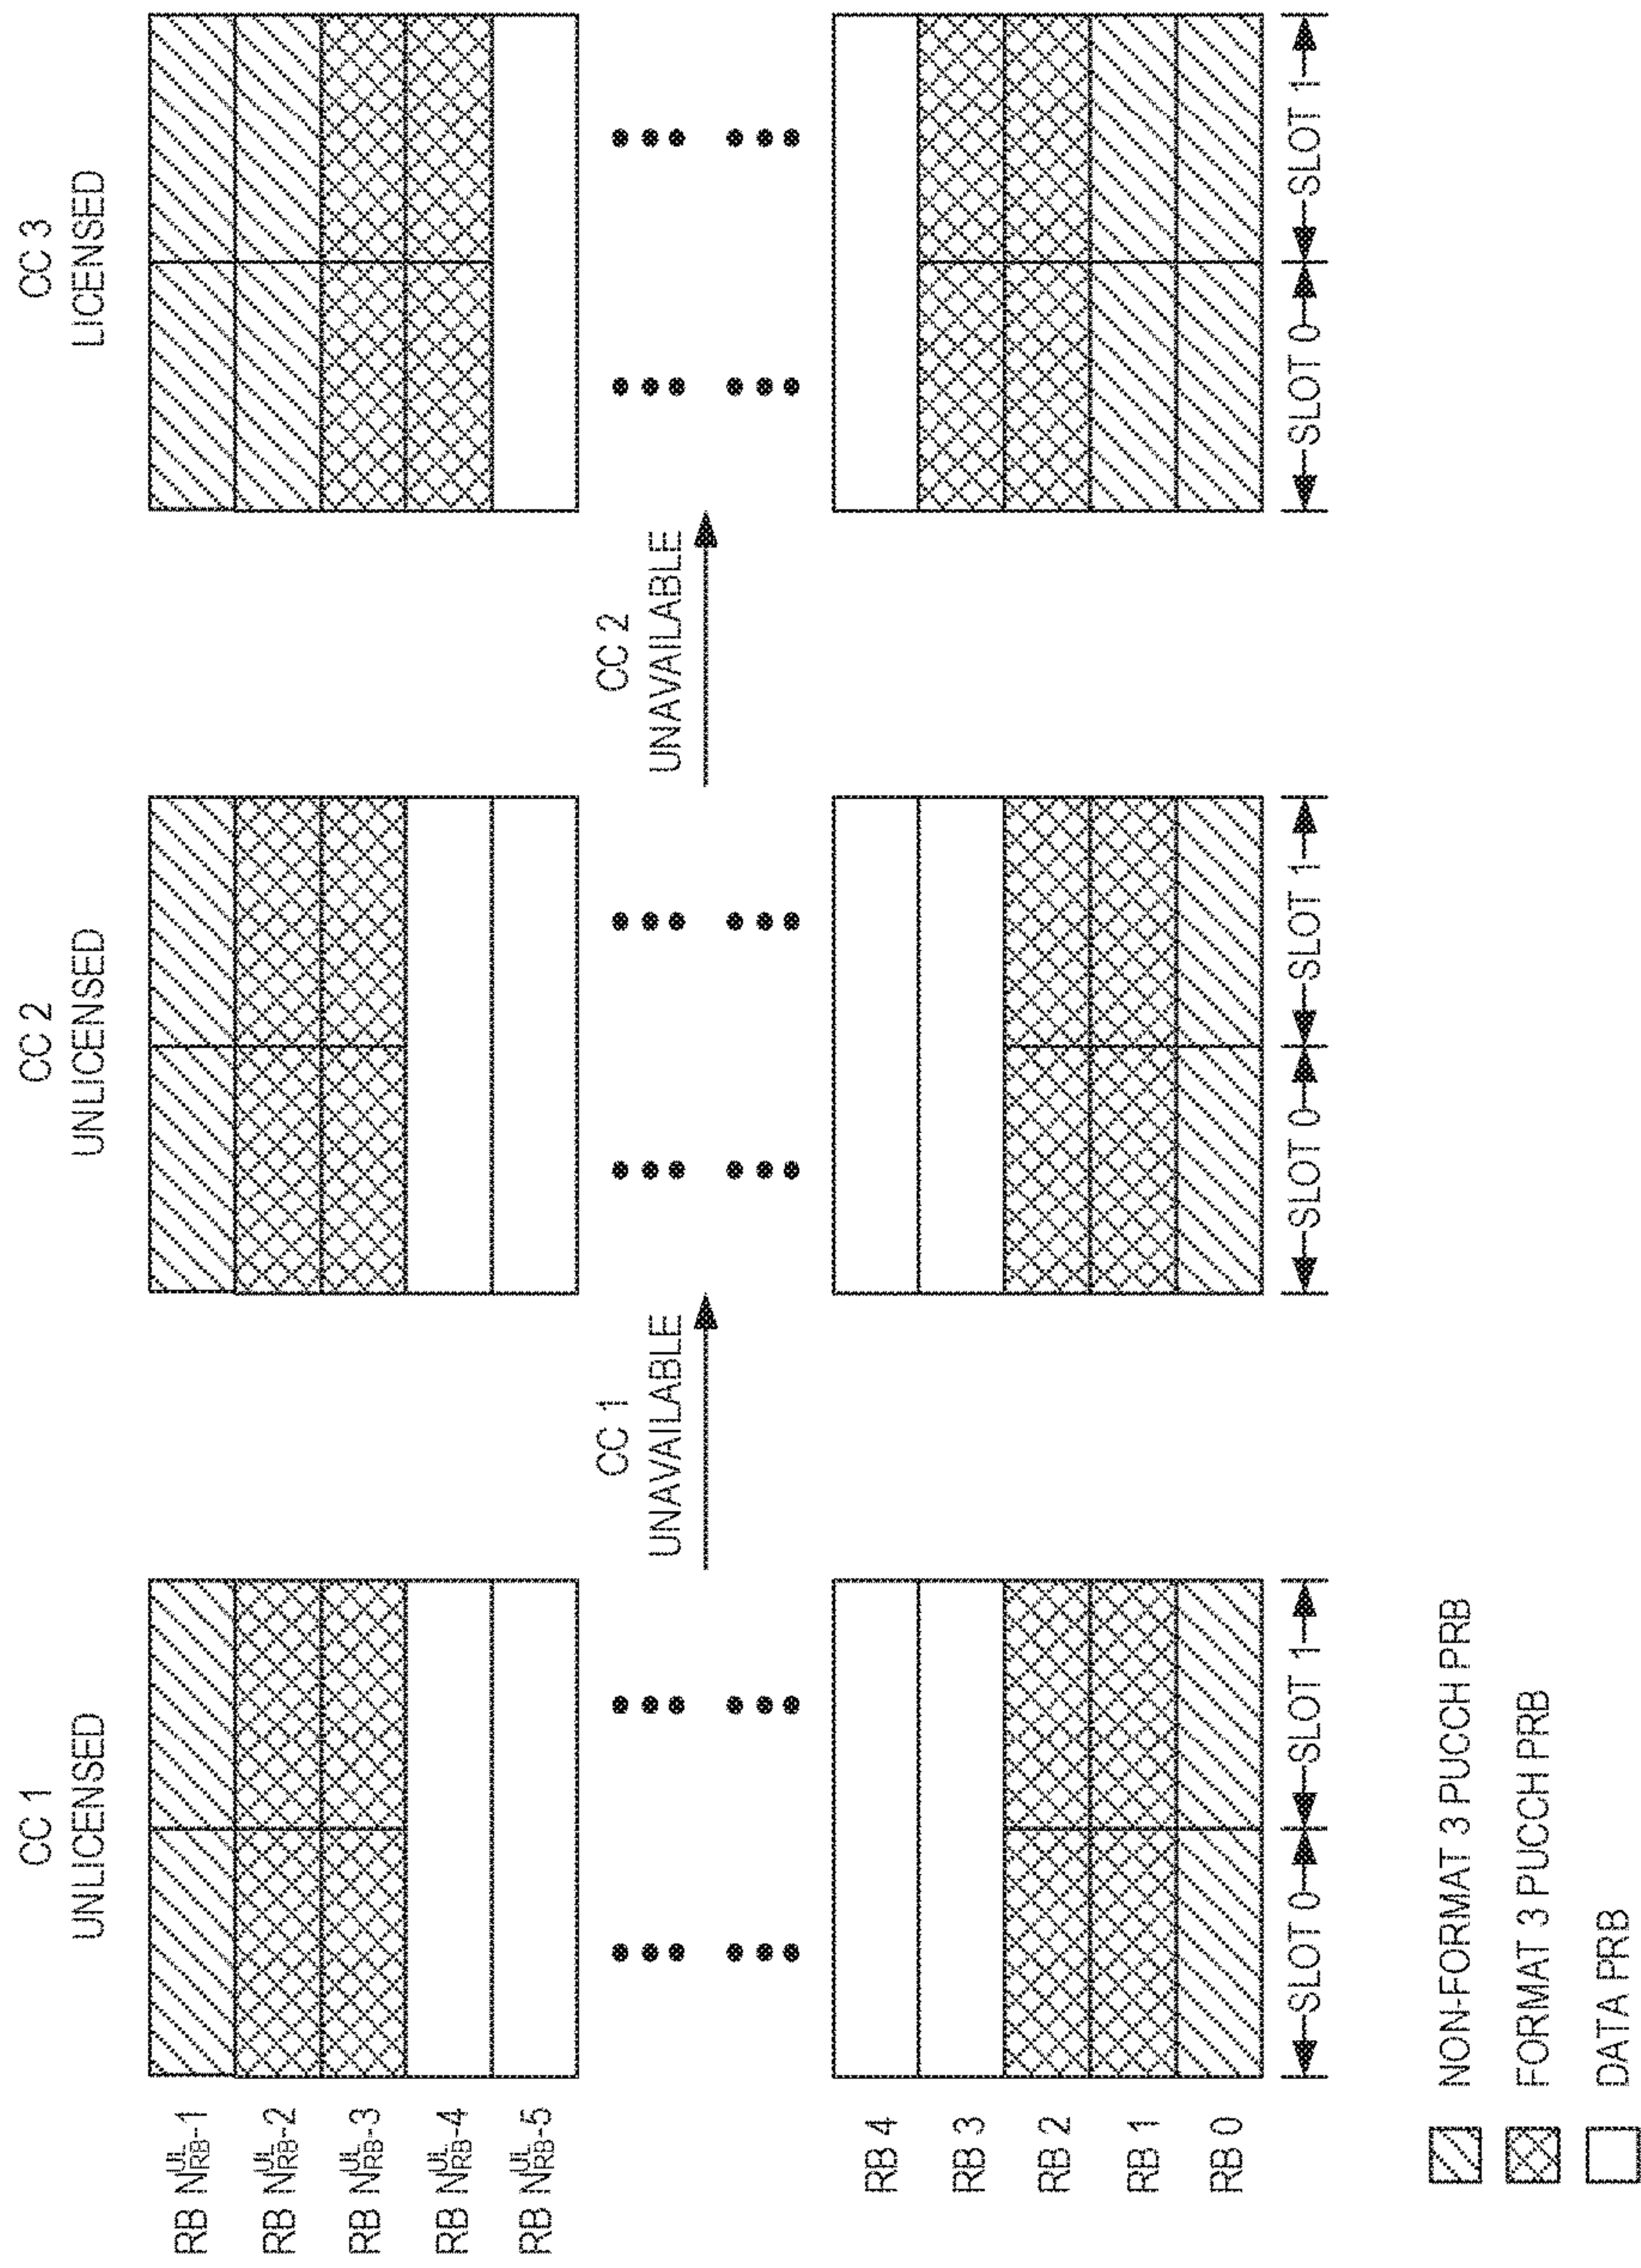 CC 1
UNLICENSED
CC 2
UNLICENSED
CC 3
LICENSED
RB N^UL_RB-1
RB N^UL_RB-2
RB N^UL_RB-3
RB N^UL_RB-4
RB N^UL_RB-5
CC 1
UNAVAILABLE
CC 2
UNAVAILABLE
RB 4
RB 3
RB 2
RB 1
RB 0
SLOT 0
SLOT 1
SLOT 0
SLOT 1
SLOT 0
SLOT 1
NON-FORMAT 3 PUCCH PRB
FORMAT 3 PUCCH PRB
DATA PRB